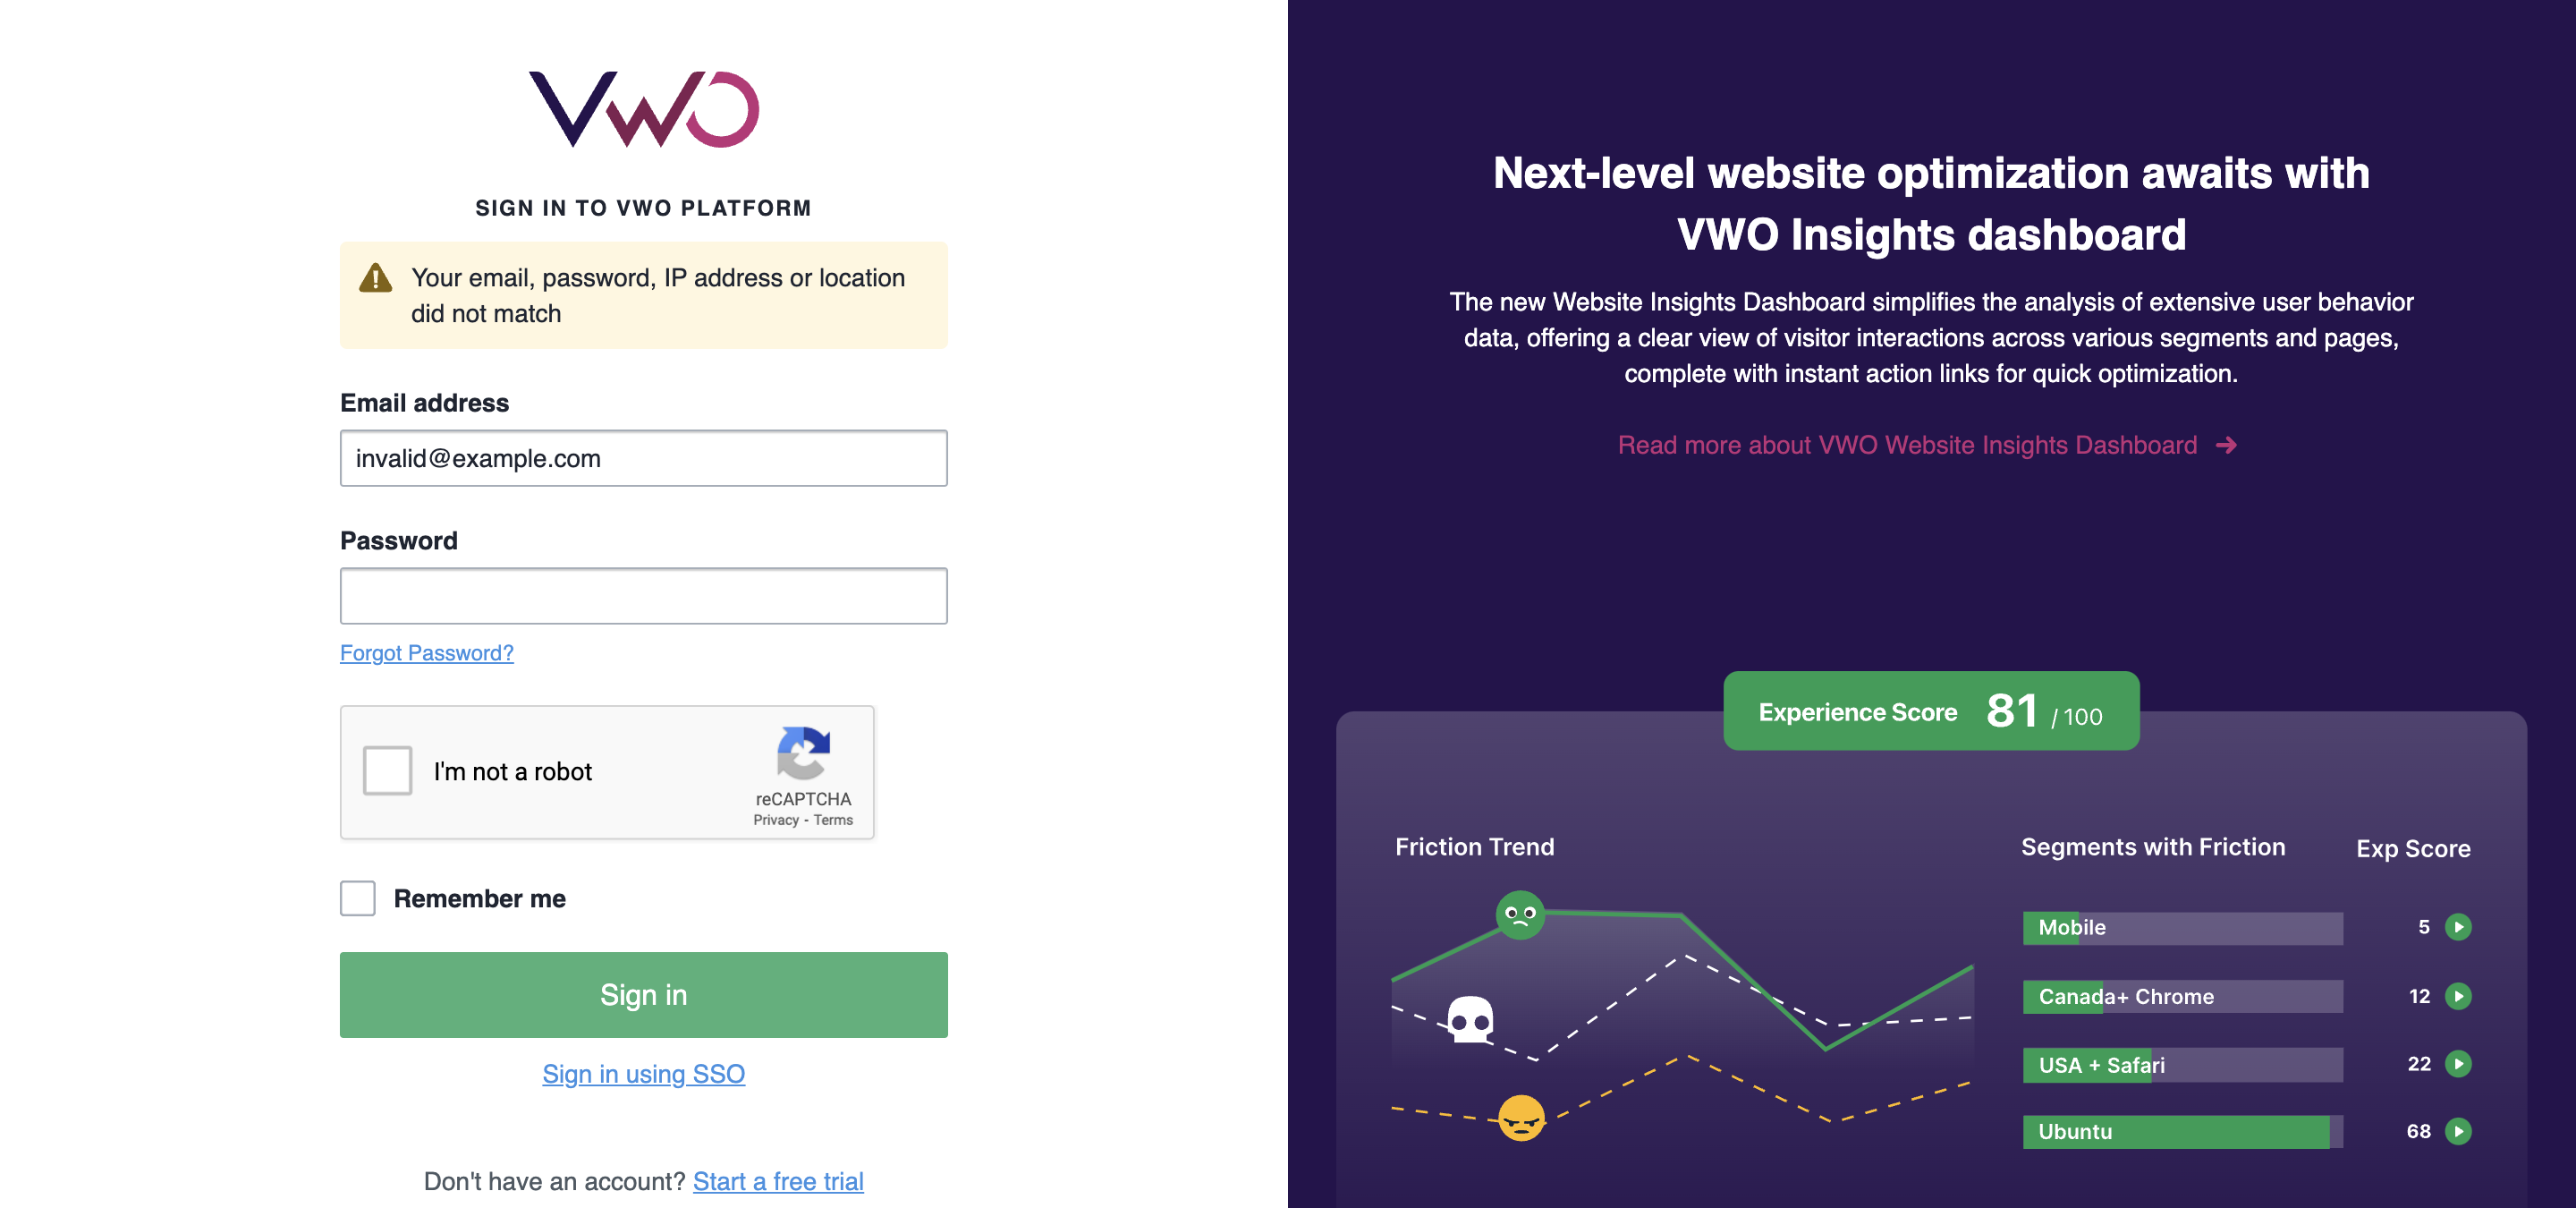 VWO
SIGN IN TO VWO PLATFORM
Your email, password, IP address or location
did not match
Email address
invalid@example.com
Password
Forgot Password?
I'm not a robot
reCAPTCHA
Privacy - Terms
Remember me
Sign in
Sign in using SSO
Don't have an account? Start a free trial
Next-level website optimization awaits with
VWO Insights dashboard
The new Website Insights Dashboard simplifies the analysis of extensive user behavior
data, offering a clear view of visitor interactions across various segments and pages,
complete with instant action links for quick optimization.
Read more about VWO Website Insights Dashboard
Experience Score 81 / 100
Friction Trend
Segments with Friction Exp Score
Mobile 5
Canada+ Chrome 12
USA + Safari 22
Ubuntu 68